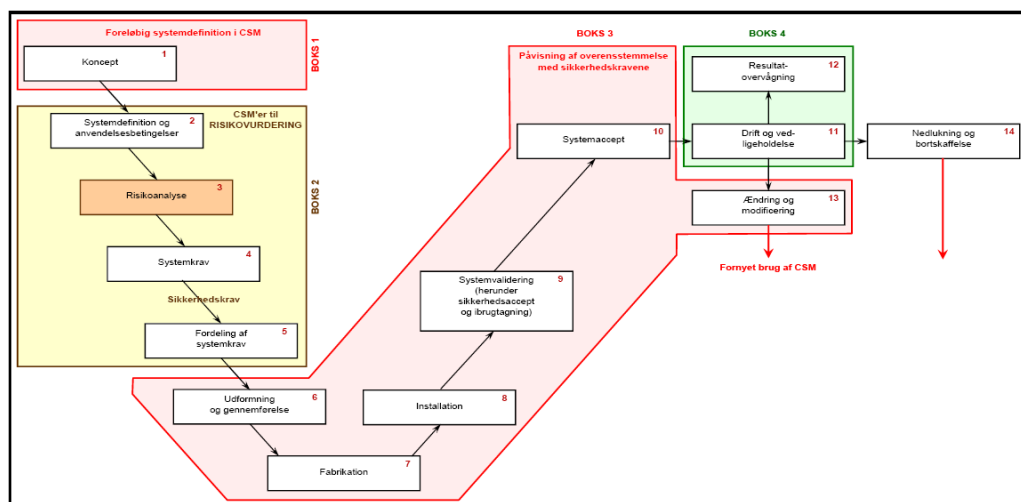 Foreløbig systemdefinition i CSM
BOKS 1
1
Koncept
CSM'er til
RISIKOVURDERING
BOKS 2
2
Systemdefinition og
anvendelsesbetingelser
3
Risikoanalyse
4
Systemkrav
Sikkerhedskrav
5
Fordeling af
systemkrav
6
Udformning
og gennemførelse
7
Fabrikation
8
Installation
9
Systemvalidering
(herunder
sikkerhedsaccept
og ibrugtagning)
BOKS 3
Påvisning af overensstemmelse
med sikkerhedskravene
10
Systemaccept
BOKS 4
12
Resultat-
overvågning
11
Drift og ved-
ligeholdelse
13
Ændring og
modificering
Fornyet brug af CSM
14
Nedlukning og
bortskaffelse